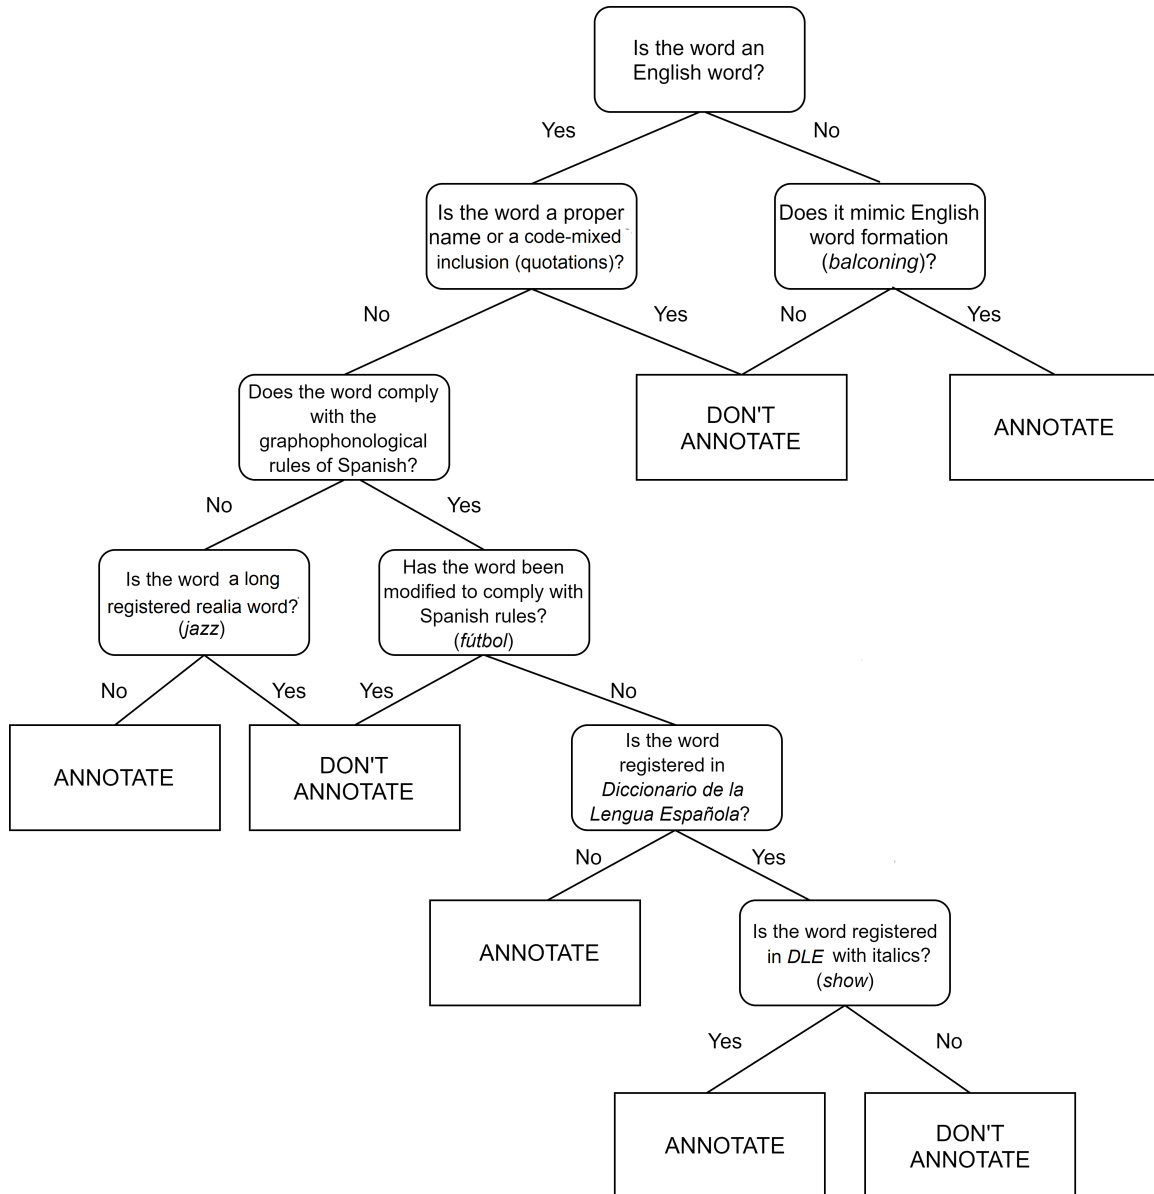 Is the word an
English word?
Yes
No
Is the word a proper
name or a code-mixed
inclusion (quotations)?
Does it mimic English
word formation
(balconing)?
No
Yes
No
Yes
Does the word comply
with the
graphophonological
rules of Spanish?
DON'T
ANNOTATE
ANNOTATE
No
Yes
Is the word a long
registered realia word?
(jazz)
Has the word been
modified to comply with
Spanish rules?
(fútbol)
No
Yes
Yes
No
ANNOTATE
DON'T
ANNOTATE
Is the word
registered in
Diccionario de la
Lengua Española?
No
Yes
ANNOTATE
Is the word registered
in DLE with italics?
(show)
Yes
No
ANNOTATE
DON'T
ANNOTATE